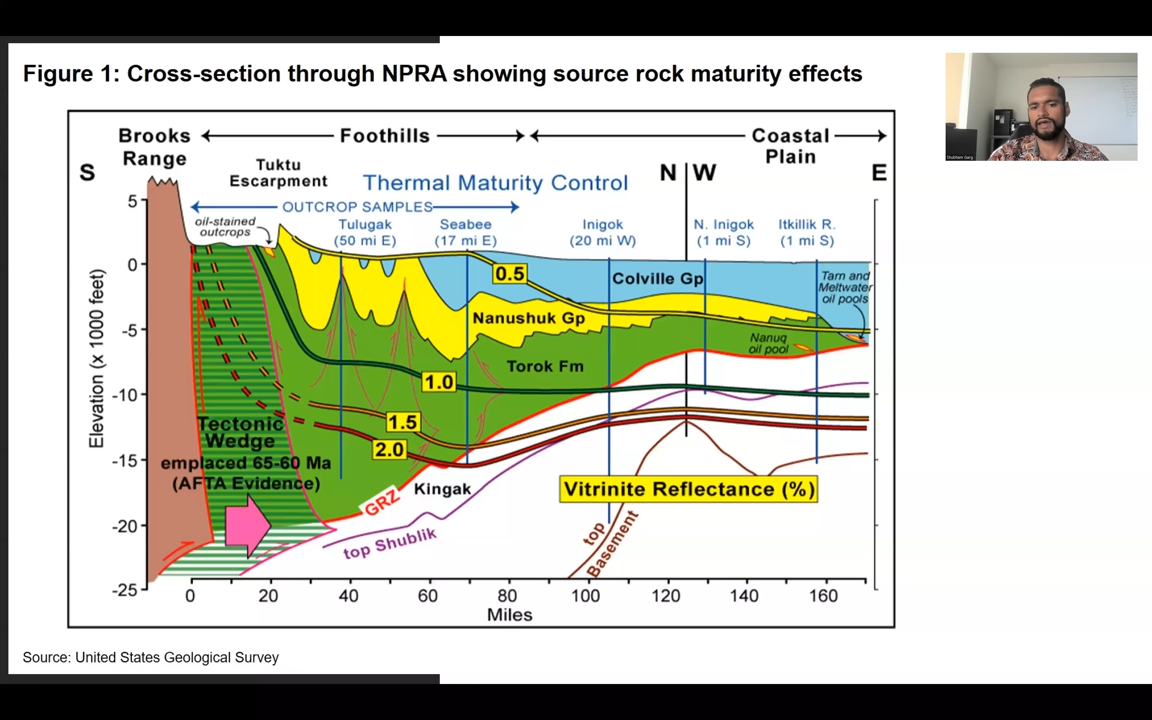 Figure 1: Cross-section through NPRA showing source rock maturity effects
Brooks
Range
Foothills
Coastal
Plain
S
Tuktu
Escarpment
Thermal Maturity Control
N
W
E
OUTCROP SAMPLES
oil-stained
outcrops
Tulugak
(50 mi E)
Seabee
(17 mi E)
Inigok
(20 mi W)
N. Inigok
(1 mi S)
Itkillik R.
(1 mi S)
5
0
-5
-10
-15
-20
-25
Elevation (x 1000 feet)
0.5
Colville Gp
Tarn and
Meltwater
oil pools
Nanushuk Gp
Nanuq
oil pool
Torok Fm
1.0
1.5
2.0
Tectonic
Wedge
emplaced 65-60 Ma
(AFTA Evidence)
GRZ
Kingak
Vitrinite Reflectance (%)
top Shublik
top
Basement
0
20
40
60
80
100
120
140
160
Miles
Source: United States Geological Survey
Shubham Garg